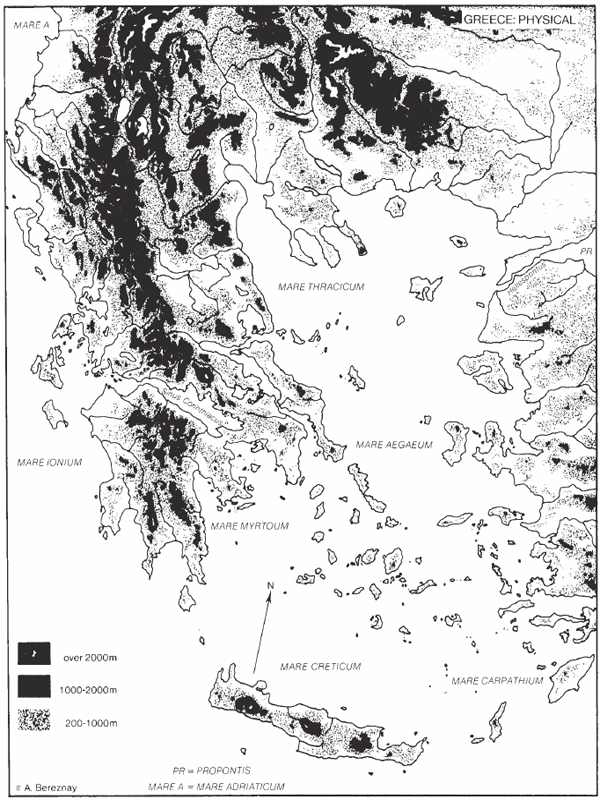 MARE A
GREECE: PHYSICAL
PR
MARE THRACICUM
Sinus Corinthiacus
MARE AEGAEUM
MARE IONIUM
MARE MYRTOUM
N
MARE CRETICUM
MARE CARPATHIUM
over 2000m
1000-2000m
200-1000m
PR = PROPONTIS
MARE A = MARE ADRIATICUM
© A. Bereznay